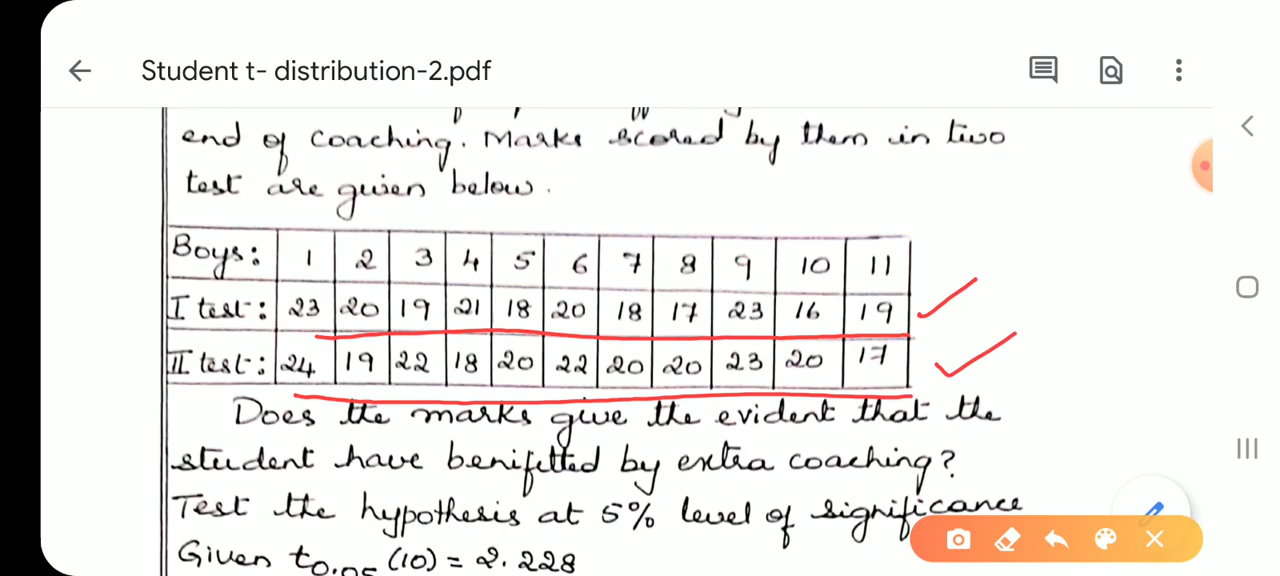 Student t- distribution-2.pdf
end of coaching. Marks scored by them in two
test are given below.
Boys: 1 2 3 4 5 6 7 8 9 10 11
I test: 23 20 19 21 18 20 18 17 23 16 19
II test: 24 19 22 18 20 22 20 20 23 20 17
Does the marks give the evident that the
student have benifitted by extra coaching?
Test the hypothesis at 5% level of significance
Given t0.05 (10) = 2.228